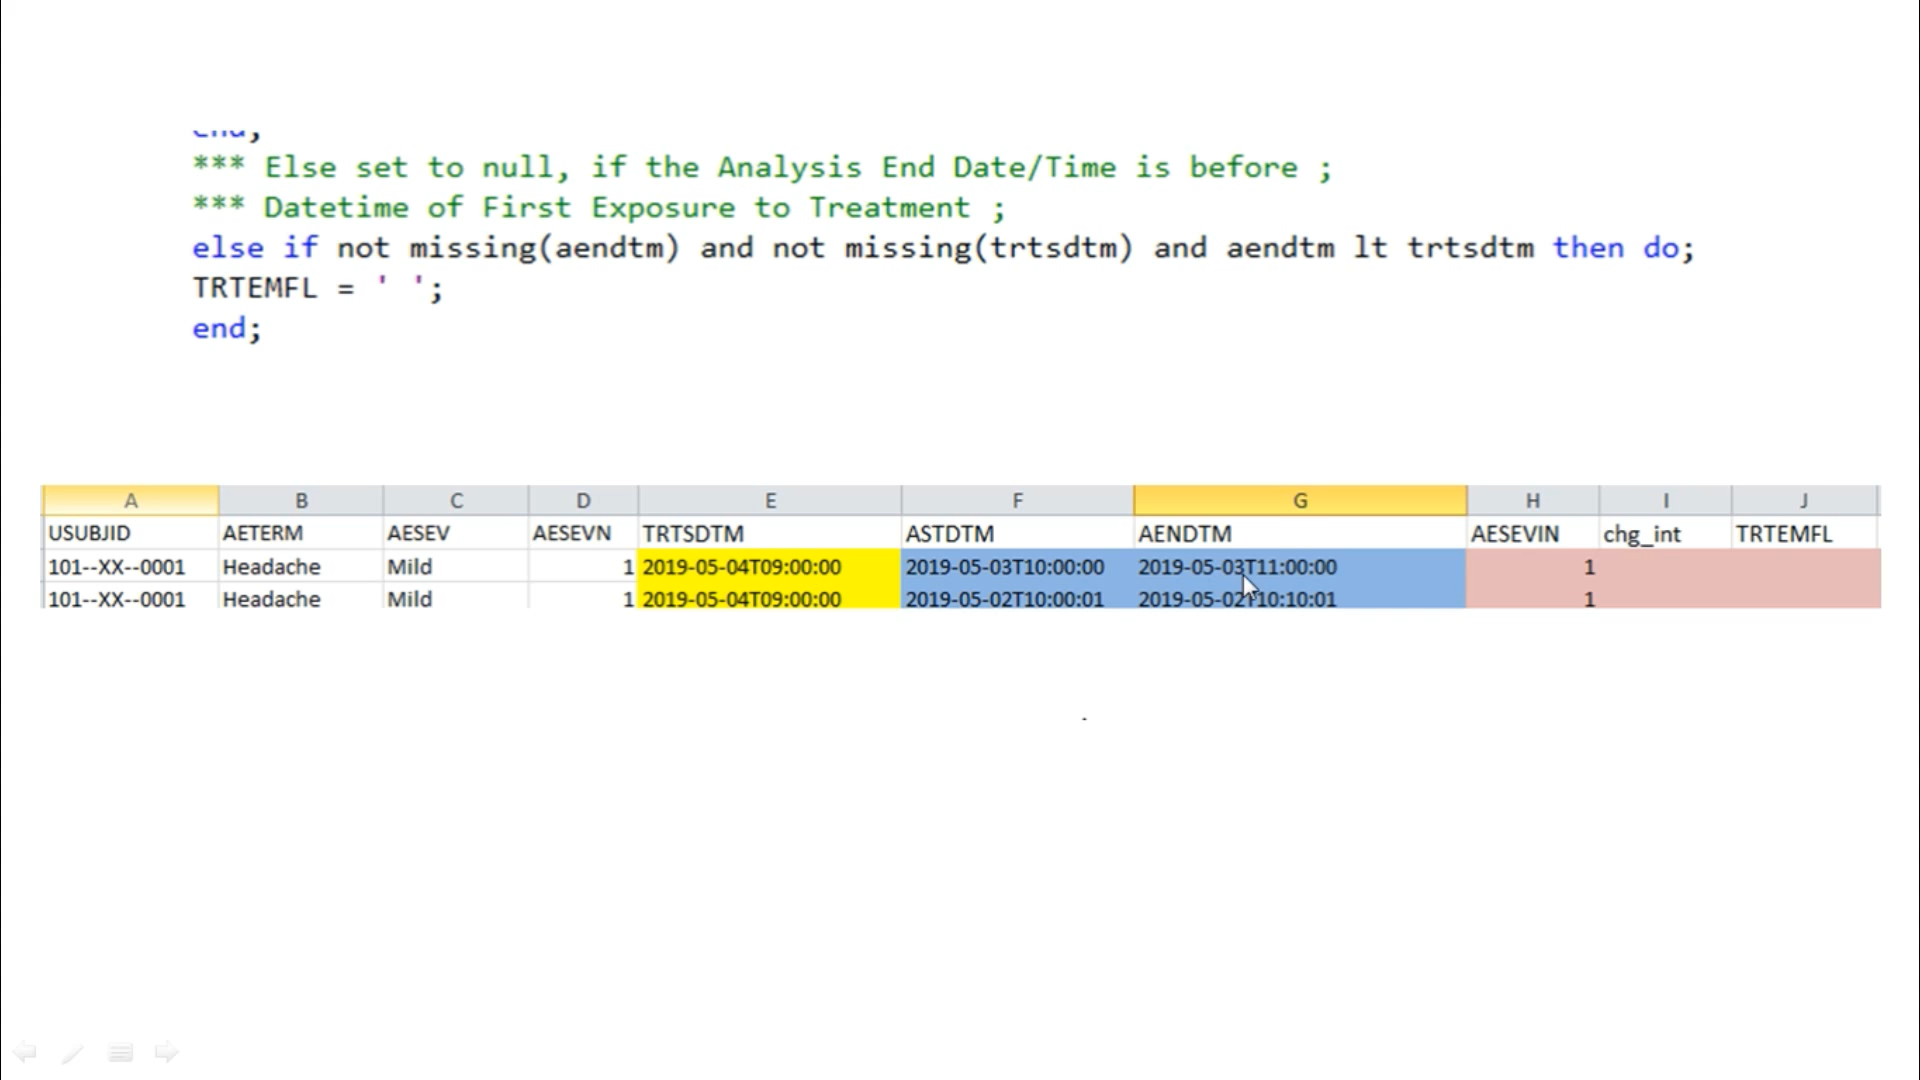 end;
*** Else set to null, if the Analysis End Date/Time is before ;
*** Datetime of First Exposure to Treatment ;
else if not missing(aendtm) and not missing(trtsdtm) and aendtm lt trtsdtm then do;
TRTEMFL = ' ';
end;
A B C D E F G H I J
USUBJID AETERM AESEV AESEVN TRTSDTM ASTDTM AENDTM AESEVIN chg_int TRTEMFL
101--XX--0001 Headache Mild 1 2019-05-04T09:00:00 2019-05-03T10:00:00 2019-05-03T11:00:00 1
101--XX--0001 Headache Mild 1 2019-05-04T09:00:00 2019-05-02T10:00:01 2019-05-02T10:10:01 1